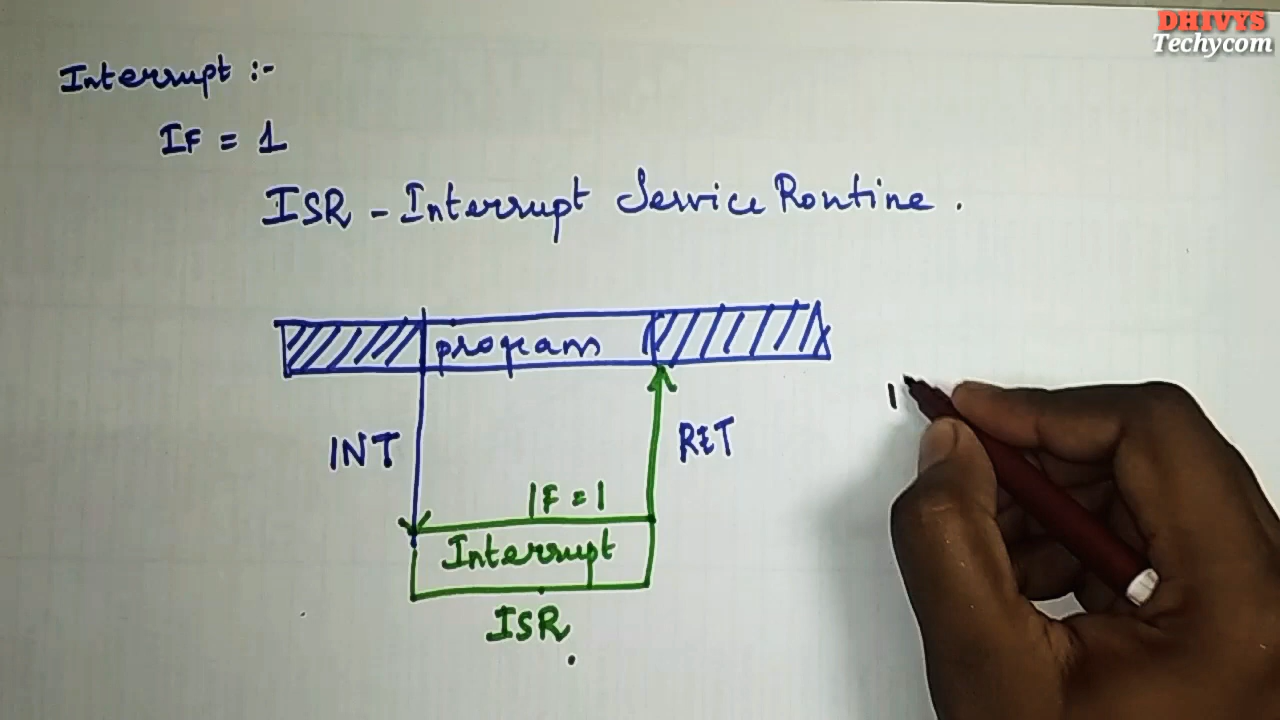 DHIVYS
Techycom
Interrupt :-
IF = 1
ISR - Interrupt Service Routine .
program
INT
RET
IF = 1
Interrupt
ISR